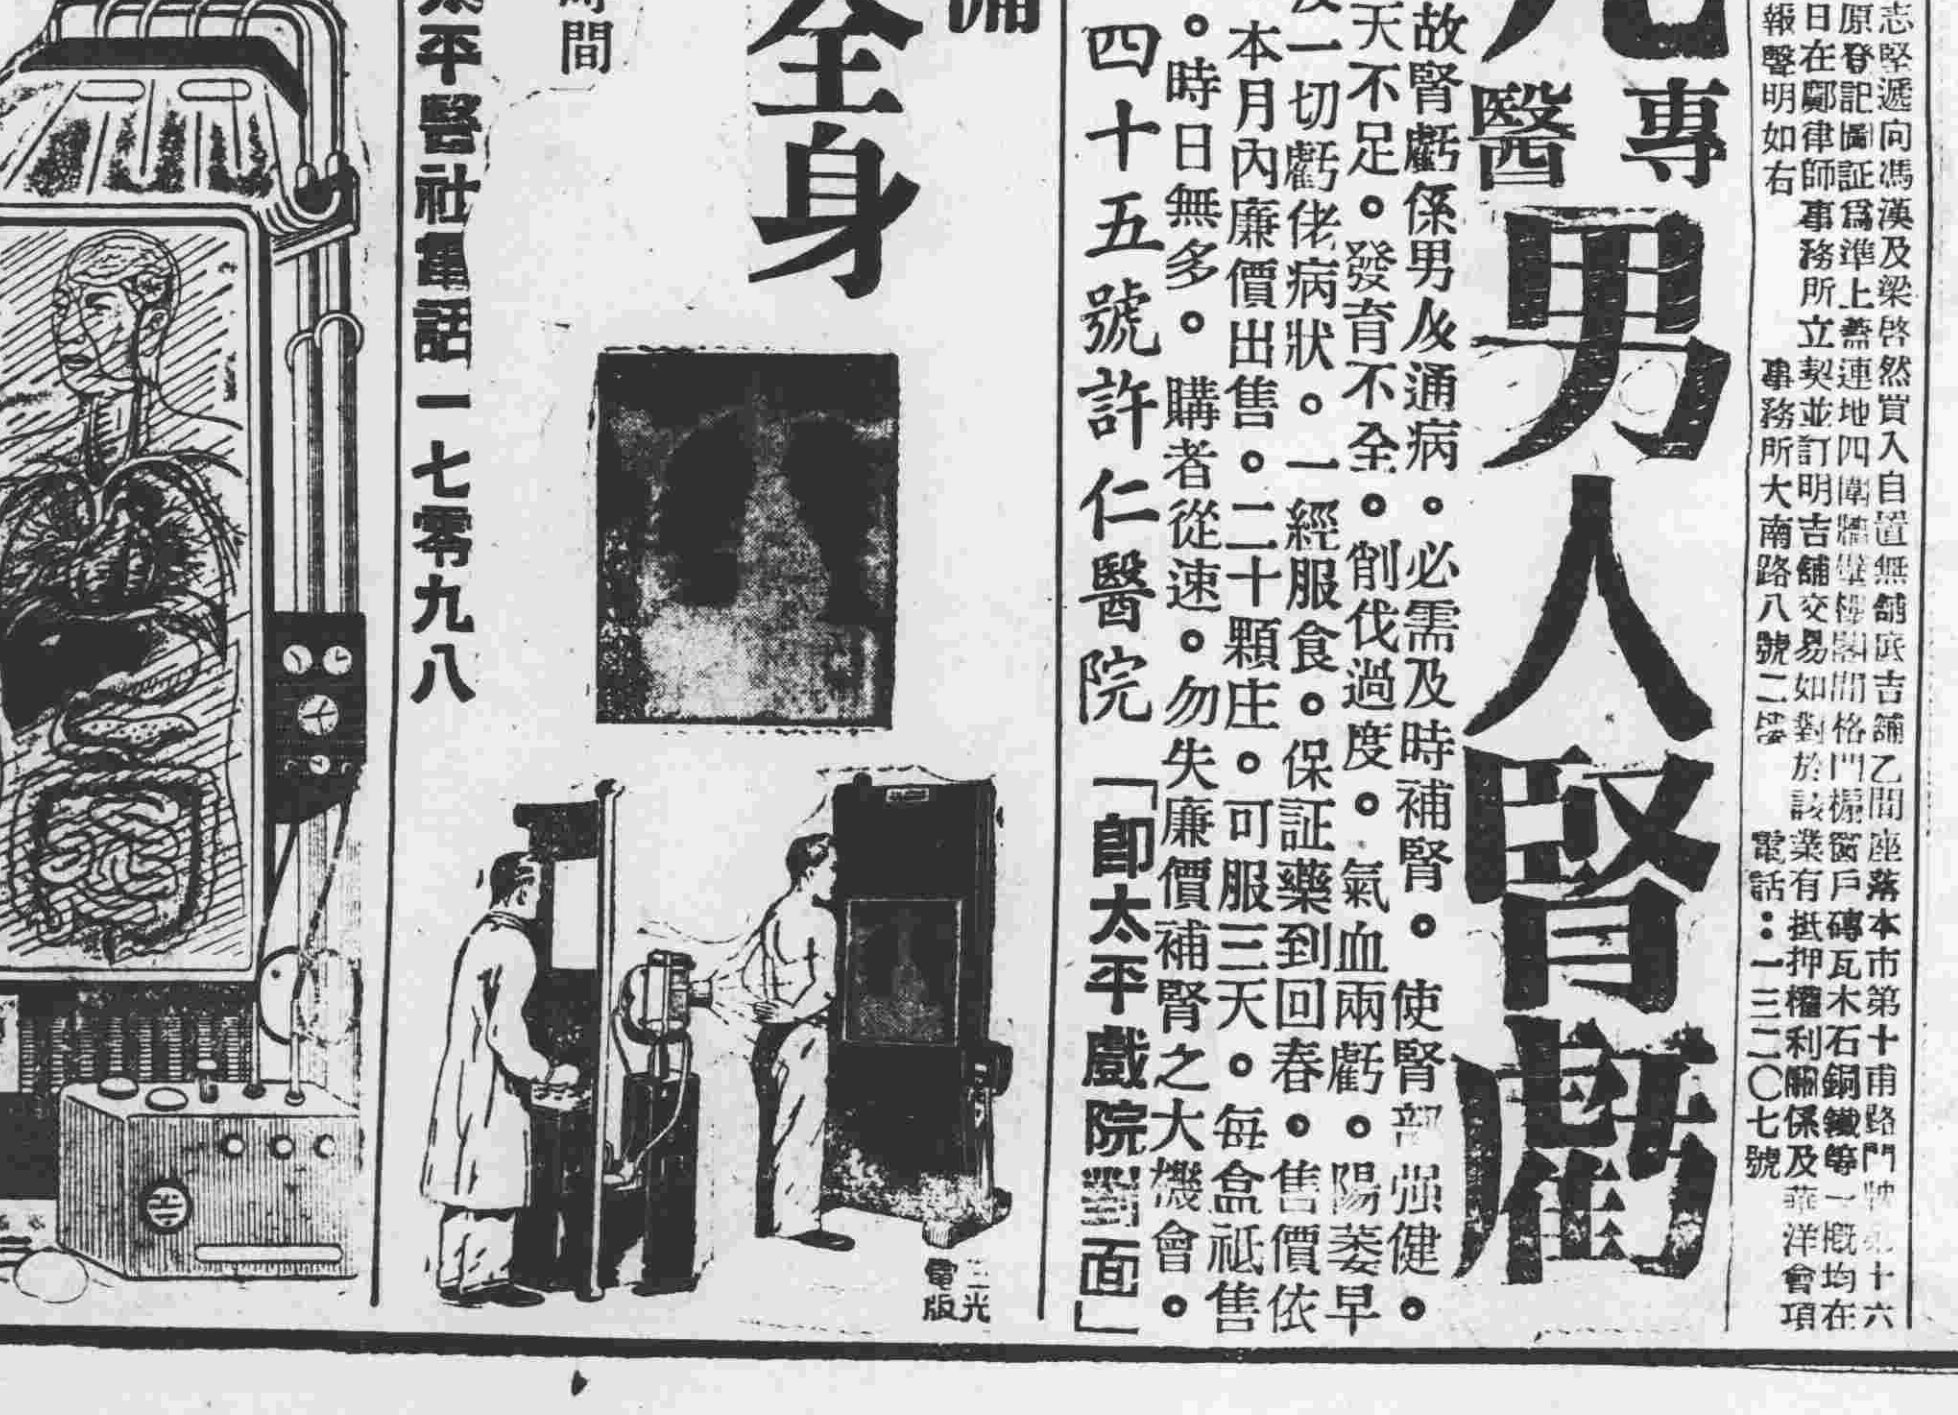 志堅遞向馮漢及梁啓然買入自置無舖底吉舖乙間座落本市第十甫路門牌
十六
原登記圖証爲準上蓋連地四圍牆壁樓閣間格門樘窗戶磚瓦木石銅鐵等一概均在
日在鄺律師事務所立契並訂明吉舖交易如對於該業有抵押權利關係及
洋會項
報聲明如右
事務所大南路八號二樓
電話：一三二〇七號
專醫
男人腎虧
故腎虧係男人通病。必需及時補腎。使腎部强健。
天不足。發育不全。削伐過度。氣血兩虧。陽萎早
一切虧佬病狀。一經服食。保証藥到回春。售價依
本月內廉價出售。二十顆庄。可服三天。每盒祇售
。時日無多。購者從速。勿失廉價補腎之大機會。
四十五號許仁醫院「卽太平戲院對面」
全身
時間
太平醫社電話一七零九八
三光電版